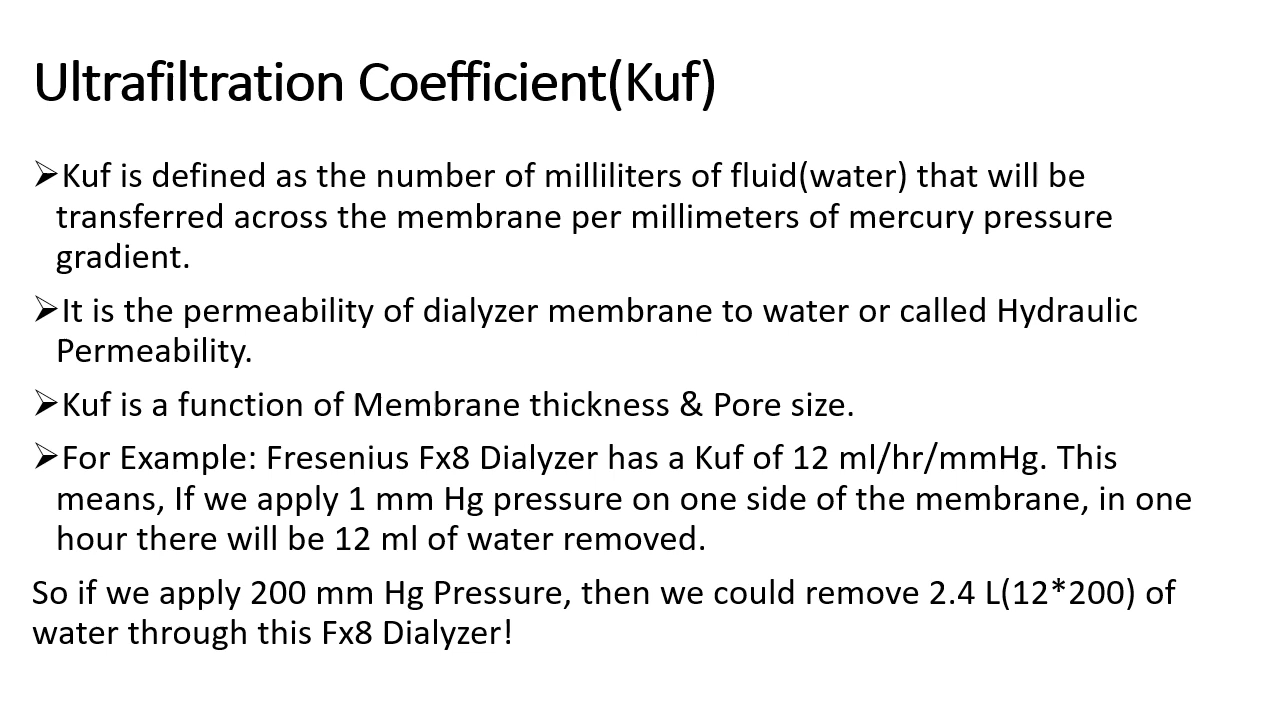 Ultrafiltration Coefficient(Kuf)
➢Kuf is defined as the number of milliliters of fluid(water) that will be
transferred across the membrane per millimeters of mercury pressure
gradient.
➢It is the permeability of dialyzer membrane to water or called Hydraulic
Permeability.
➢Kuf is a function of Membrane thickness & Pore size.
➢For Example: Fresenius Fx8 Dialyzer has a Kuf of 12 ml/hr/mmHg. This
means, If we apply 1 mm Hg pressure on one side of the membrane, in one
hour there will be 12 ml of water removed.
So if we apply 200 mm Hg Pressure, then we could remove 2.4 L(12*200) of
water through this Fx8 Dialyzer!